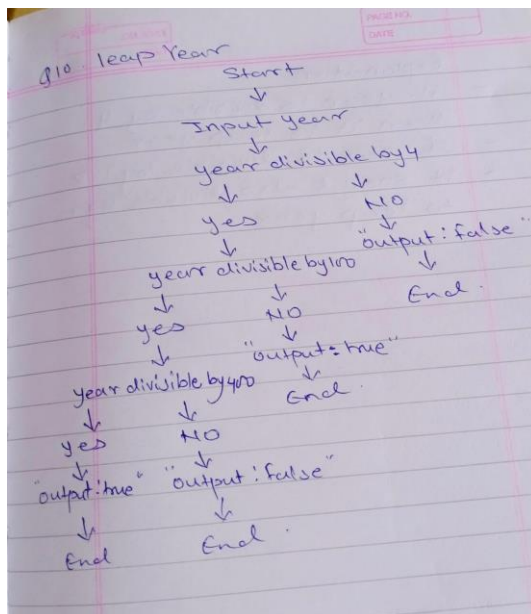 Q10. leap Year
PAGE NO.
DATE
Start
Input year
year divisible by 4
yes
NO
year divisible by 100
"output: false"
yes
NO
End.
"output: true"
year divisible by 400
End.
yes
NO
"output: true"
"output: false"
End
End.